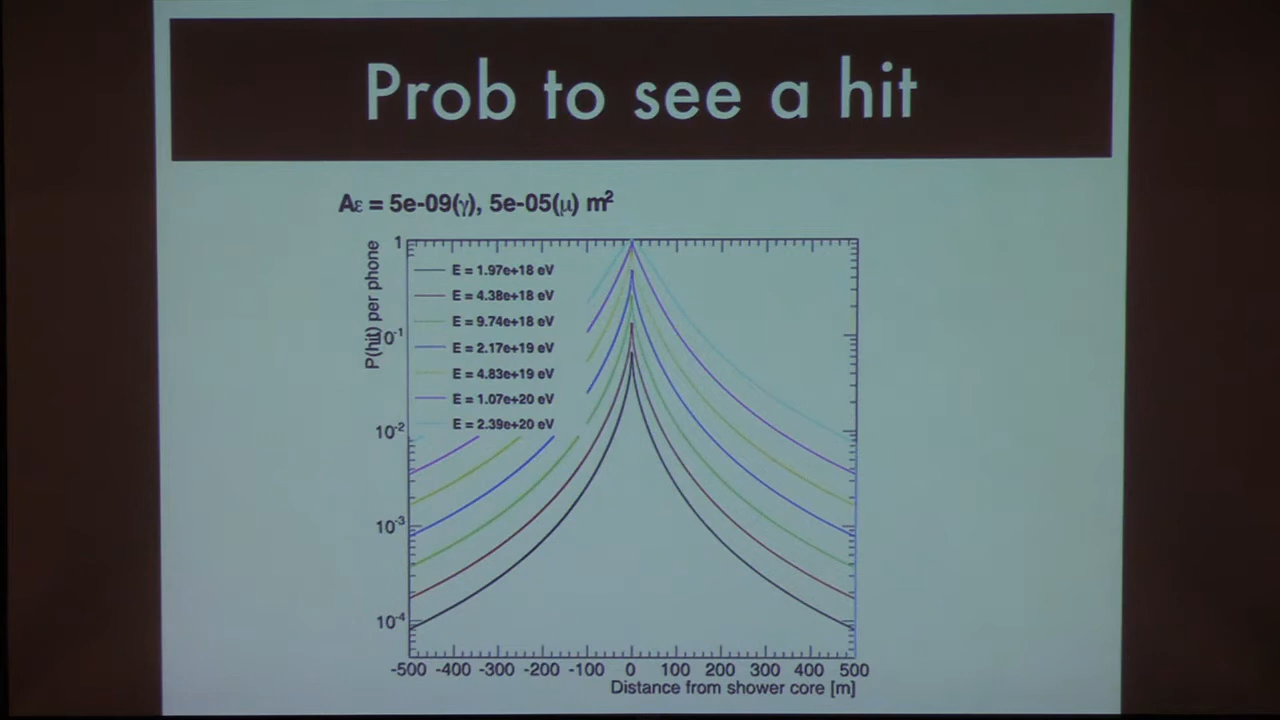 Prob to see a hit
Aε = 5e-09(γ), 5e-05(μ) m²
P(hit) per phone
1
10⁻¹
10⁻²
10⁻³
10⁻⁴
E = 1.97e+18 eV
E = 4.38e+18 eV
E = 9.74e+18 eV
E = 2.17e+19 eV
E = 4.83e+19 eV
E = 1.07e+20 eV
E = 2.39e+20 eV
-500 -400 -300 -200 -100 0 100 200 300 400 500
Distance from shower core [m]